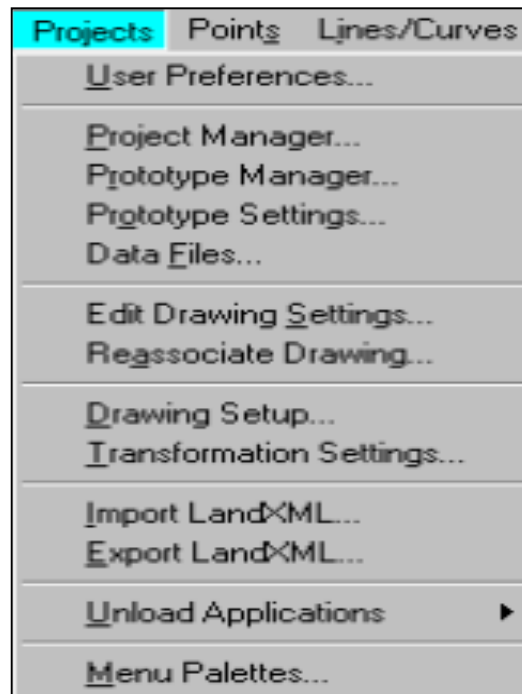 Projects Points Lines/Curves
User Preferences...
Project Manager...
Prototype Manager...
Prototype Settings...
Data Files...
Edit Drawing Settings...
Reassociate Drawing...
Drawing Setup...
Transformation Settings...
Import LandXML...
Export LandXML...
Unload Applications
Menu Palettes...